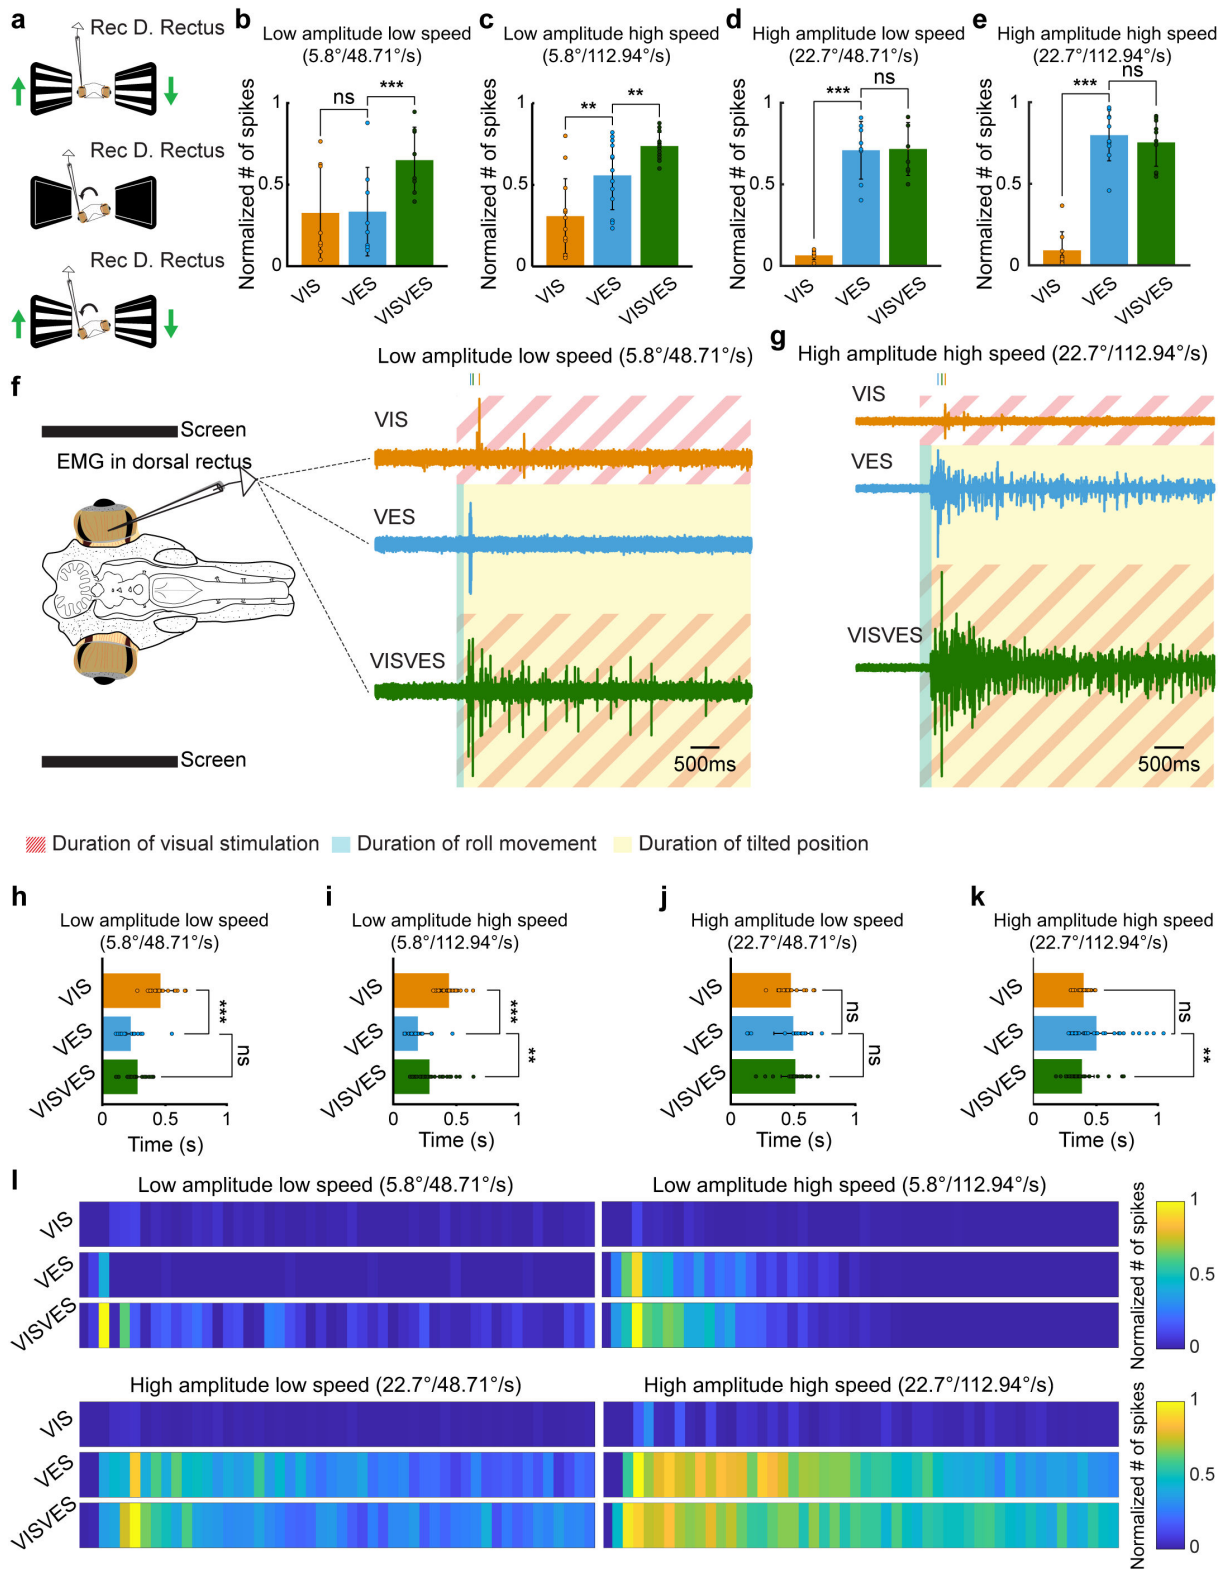 a
Rec D. Rectus
Rec D. Rectus
Rec D. Rectus
b
Low amplitude low speed
(5.8°/48.71°/s)
Normalized # of spikes
1
0.5
0
ns
***
VIS
VES
VISVES
c
Low amplitude high speed
(5.8°/112.94°/s)
Normalized # of spikes
1
0.5
0
**
**
VIS
VES
VISVES
d
High amplitude low speed
(22.7°/48.71°/s)
Normalized # of spikes
1
0.5
0
***
ns
VIS
VES
VISVES
e
High amplitude high speed
(22.7°/112.94°/s)
Normalized # of spikes
1
0.5
0
***
ns
VIS
VES
VISVES
f
Low amplitude low speed (5.8°/48.71°/s)
Screen
EMG in dorsal rectus
Screen
VIS
VES
VISVES
500ms
g
High amplitude high speed (22.7°/112.94°/s)
VIS
VES
VISVES
500ms
Duration of visual stimulation
Duration of roll movement
Duration of tilted position
h
Low amplitude low speed
(5.8°/48.71°/s)
VIS
VES
VISVES
***
ns
0
0.5
1
Time (s)
i
Low amplitude high speed
(5.8°/112.94°/s)
VIS
VES
VISVES
***
**
0
0.5
1
Time (s)
j
High amplitude low speed
(22.7°/48.71°/s)
VIS
VES
VISVES
ns
ns
0
0.5
1
Time (s)
k
High amplitude high speed
(22.7°/112.94°/s)
VIS
VES
VISVES
ns
**
0
0.5
1
Time (s)
l
Low amplitude low speed (5.8°/48.71°/s)
Low amplitude high speed (5.8°/112.94°/s)
VIS
VES
VISVES
Normalized # of spikes
1
0.5
0
High amplitude low speed (22.7°/48.71°/s)
High amplitude high speed (22.7°/112.94°/s)
VIS
VES
VISVES
Normalized # of spikes
1
0.5
0